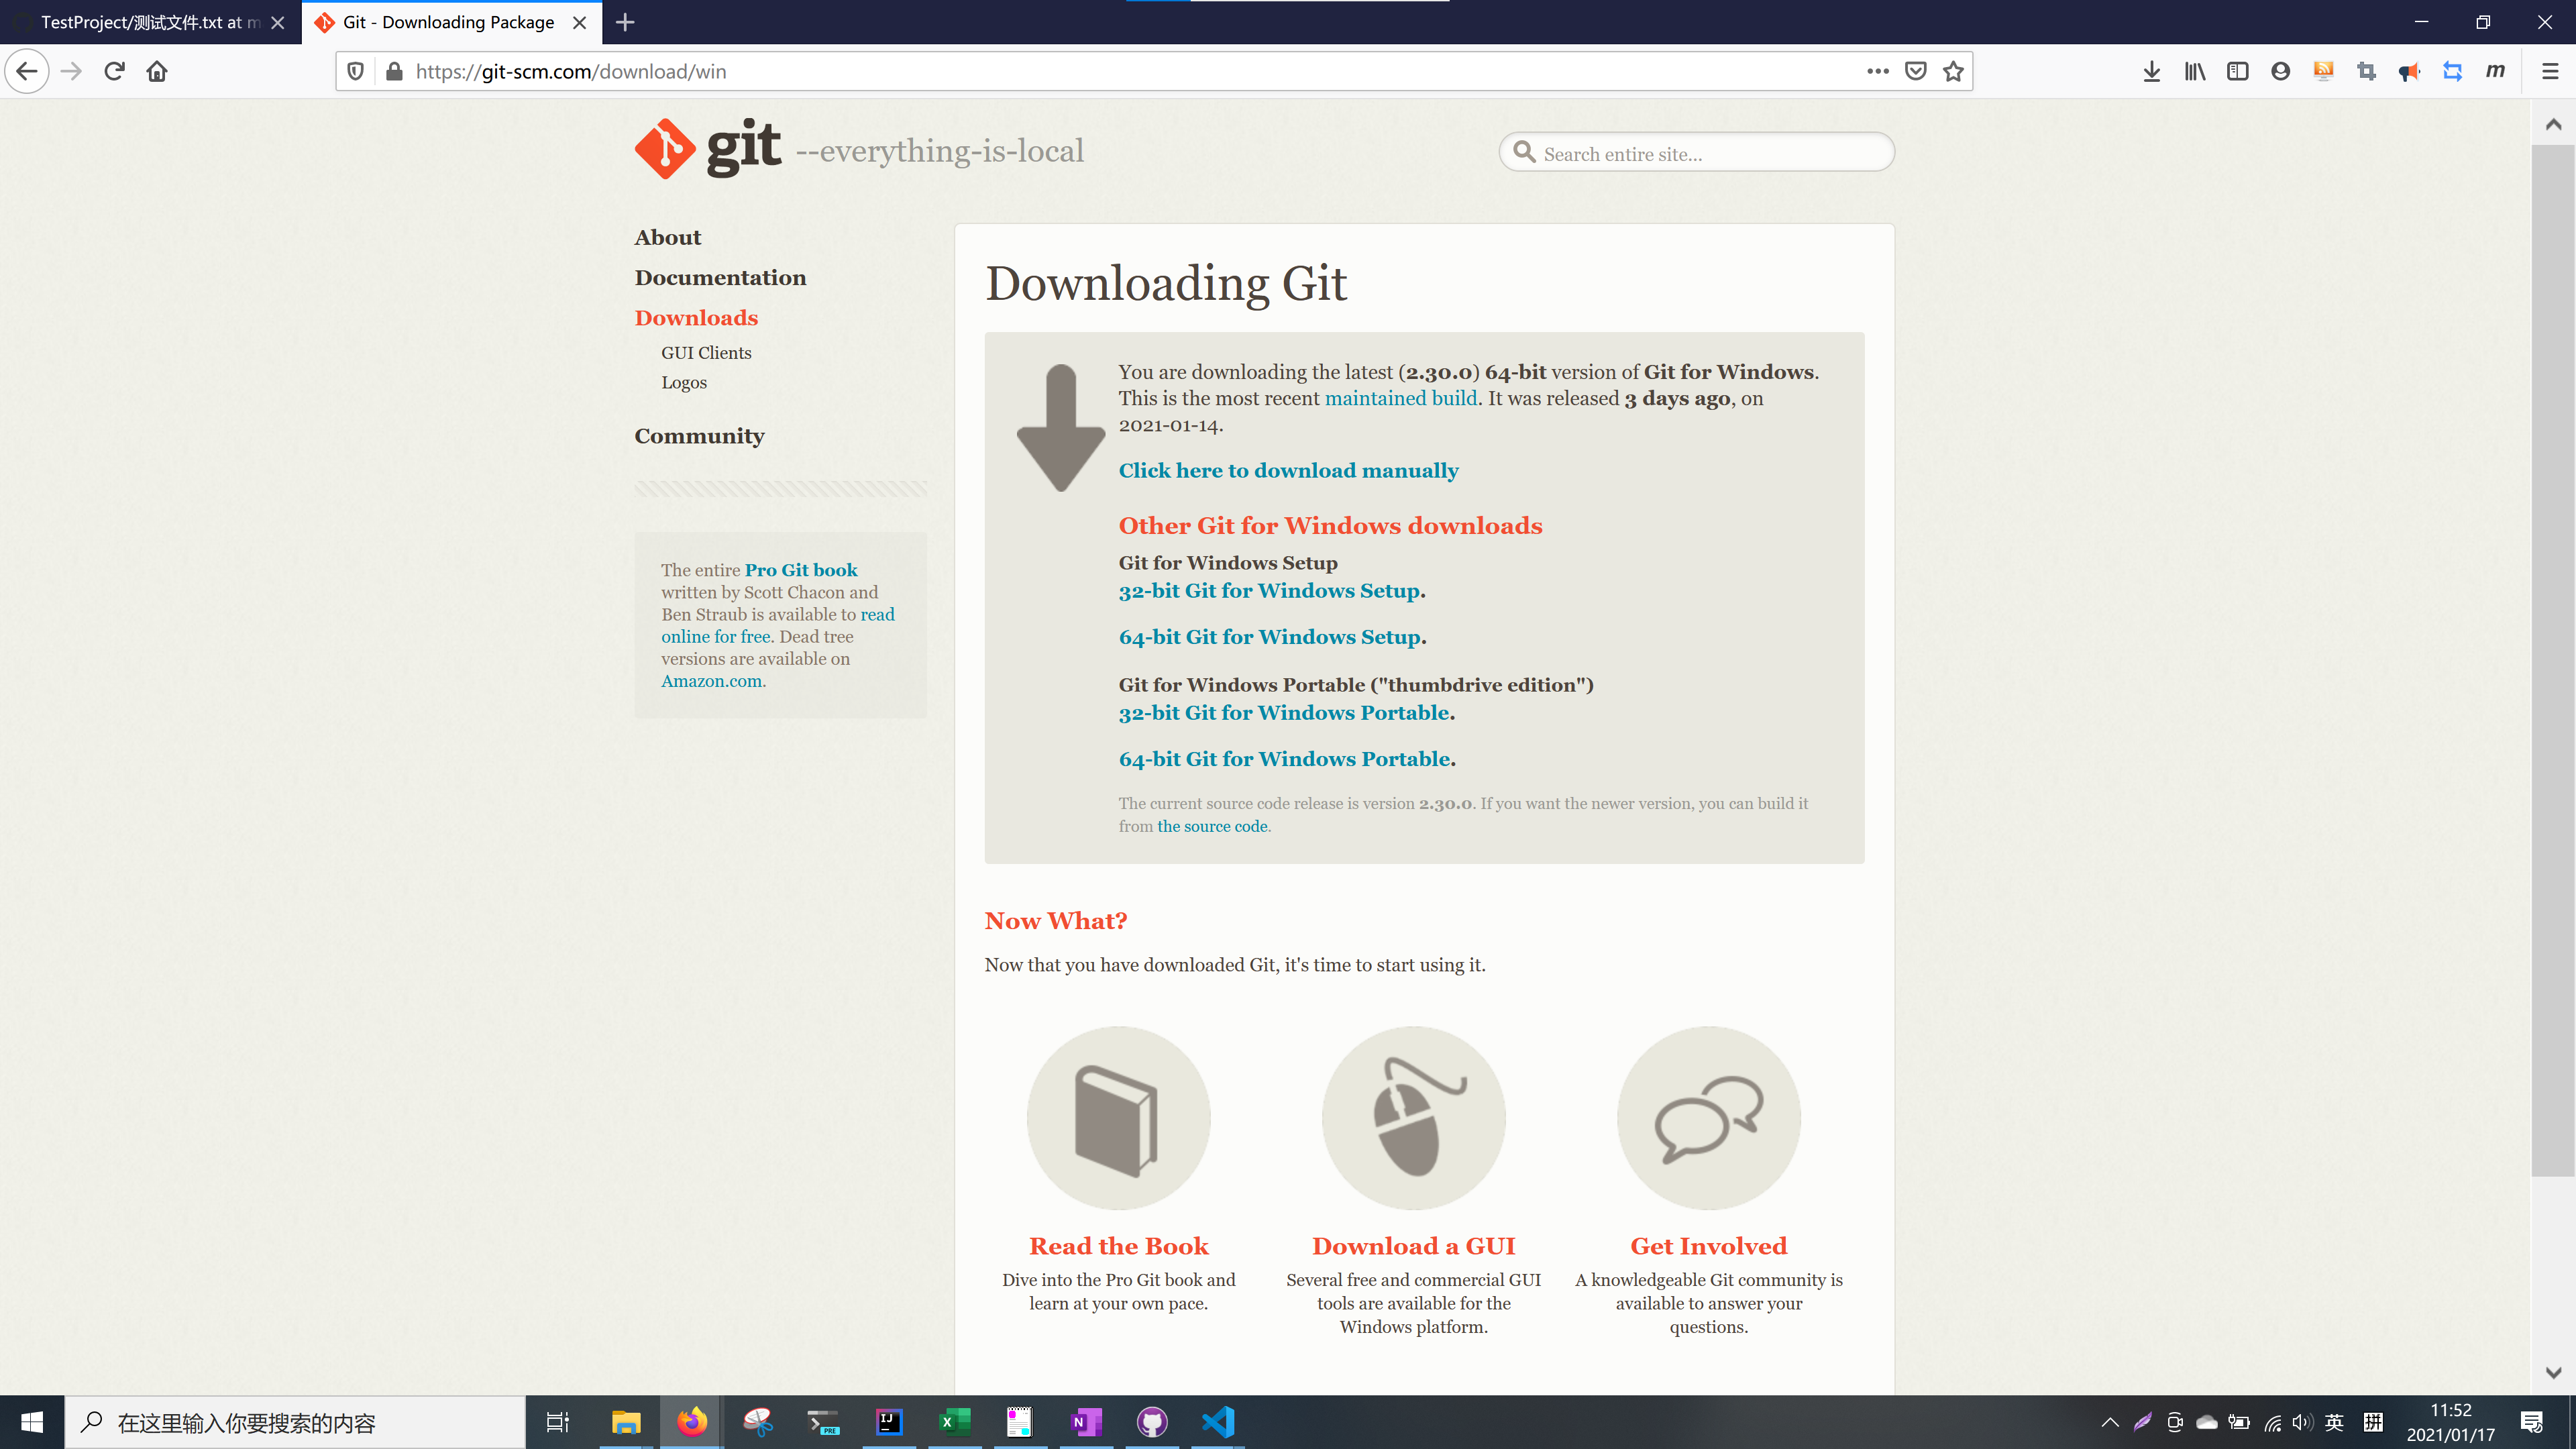 TestProject/测试文件.txt at m
Git - Downloading Package
https://git-scm.com/download/win
m
git --everything-is-local
Search entire site...
About
Documentation
Downloads
GUI Clients
Logos
Community
The entire Pro Git book
written by Scott Chacon and
Ben Straub is available to read
online for free. Dead tree
versions are available on
Amazon.com.
Downloading Git
You are downloading the latest (2.30.0) 64-bit version of Git for Windows.
This is the most recent maintained build. It was released 3 days ago, on
2021-01-14.
Click here to download manually
Other Git for Windows downloads
Git for Windows Setup
32-bit Git for Windows Setup.
64-bit Git for Windows Setup.
Git for Windows Portable ("thumbdrive edition")
32-bit Git for Windows Portable.
64-bit Git for Windows Portable.
The current source code release is version 2.30.0. If you want the newer version, you can build it
from the source code.
Now What?
Now that you have downloaded Git, it's time to start using it.
Read the Book
Dive into the Pro Git book and
learn at your own pace.
Download a GUI
Several free and commercial GUI
tools are available for the
Windows platform.
Get Involved
A knowledgeable Git community is
available to answer your
questions.
在这里输入你要搜索的内容
PRE
IJ
X
N
英
拼
11:52
2021/01/17